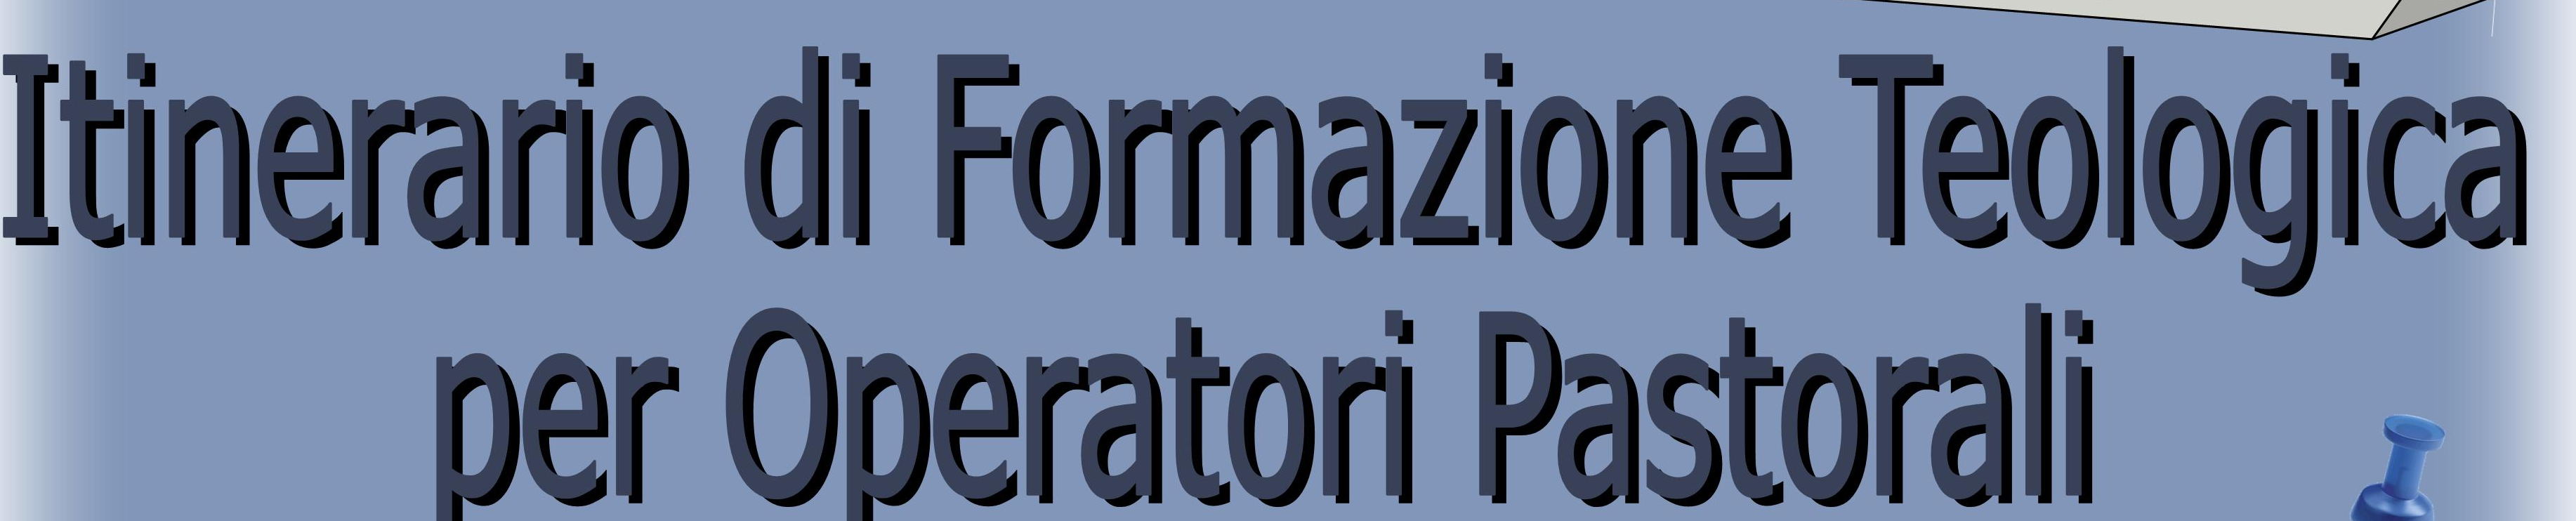 Itinerario di Formazione Teologica
per Operatori Pastorali